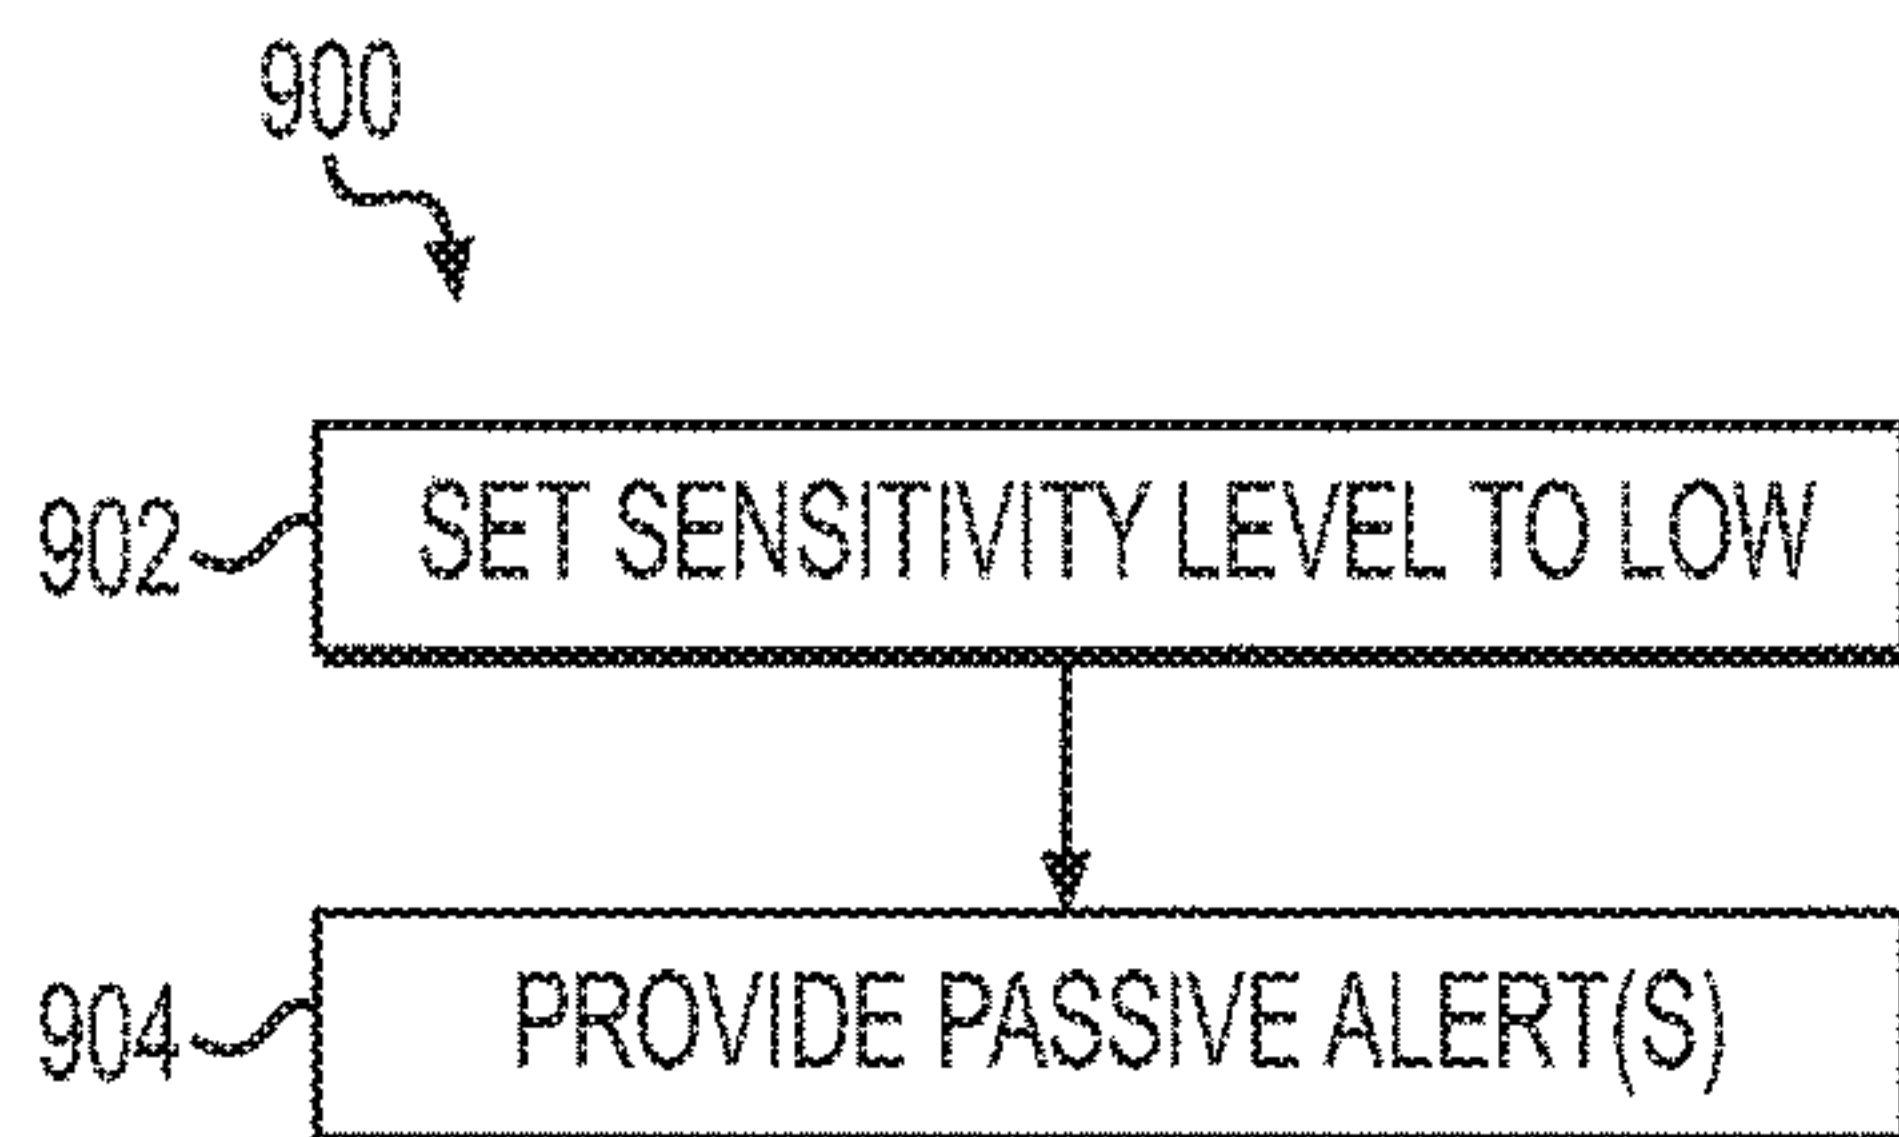 900
902 SET SENSITIVITY LEVEL TO LOW
904 PROVIDE PASSIVE ALERT(S)